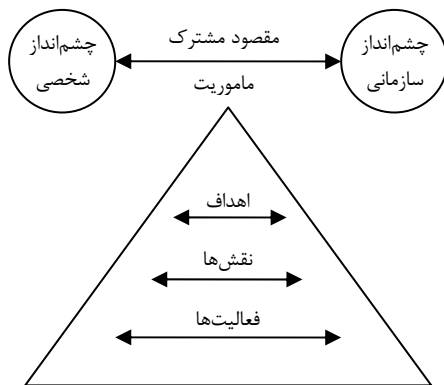 چشم‌انداز
سازمانی
مقصود مشترک
چشم‌انداز
شخصی
ماموریت
اهداف
نقش‌ها
فعالیت‌ها